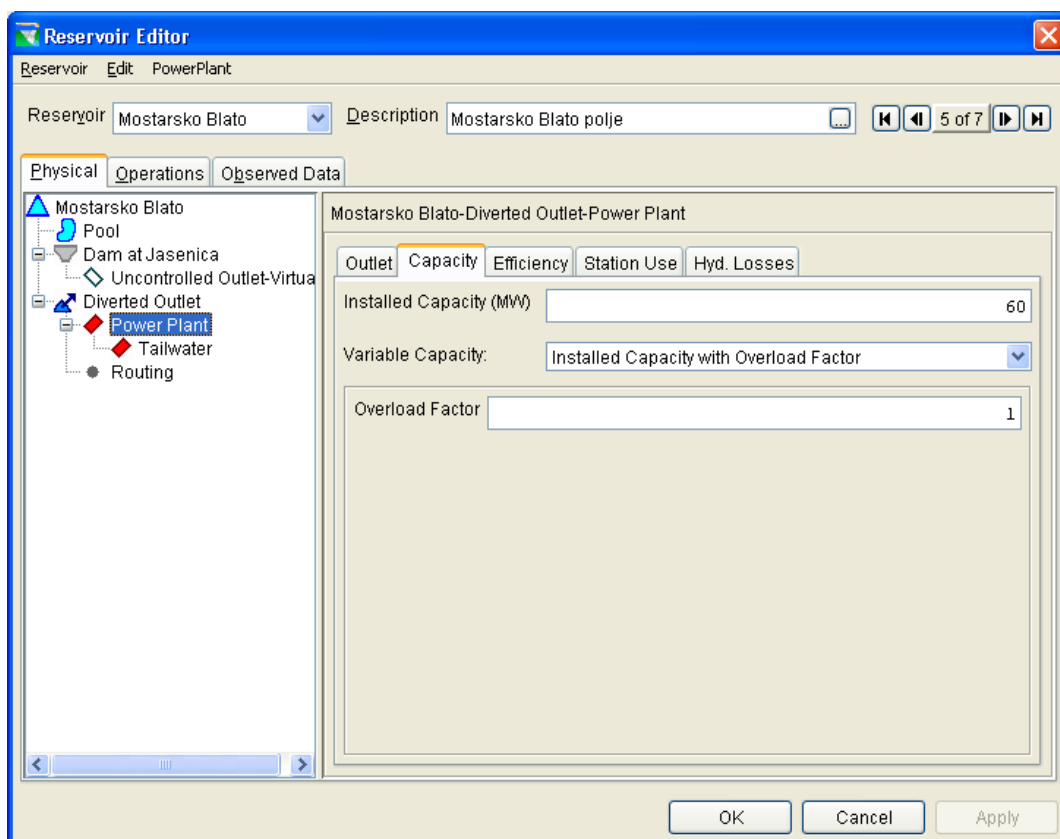 Reservoir Editor
Reservoir Edit PowerPlant
Reservoir Mostarsko Blato Description Mostarsko Blato polje ... 5 of 7
Physical Operations Observed Data
Mostarsko Blato
Pool
Dam at Jasenica
Uncontrolled Outlet-Virtua
Diverted Outlet
Power Plant
Tailwater
Routing
Mostarsko Blato-Diverted Outlet-Power Plant
Outlet Capacity Efficiency Station Use Hyd. Losses
Installed Capacity (MW) 60
Variable Capacity: Installed Capacity with Overload Factor
Overload Factor 1
OK Cancel Apply